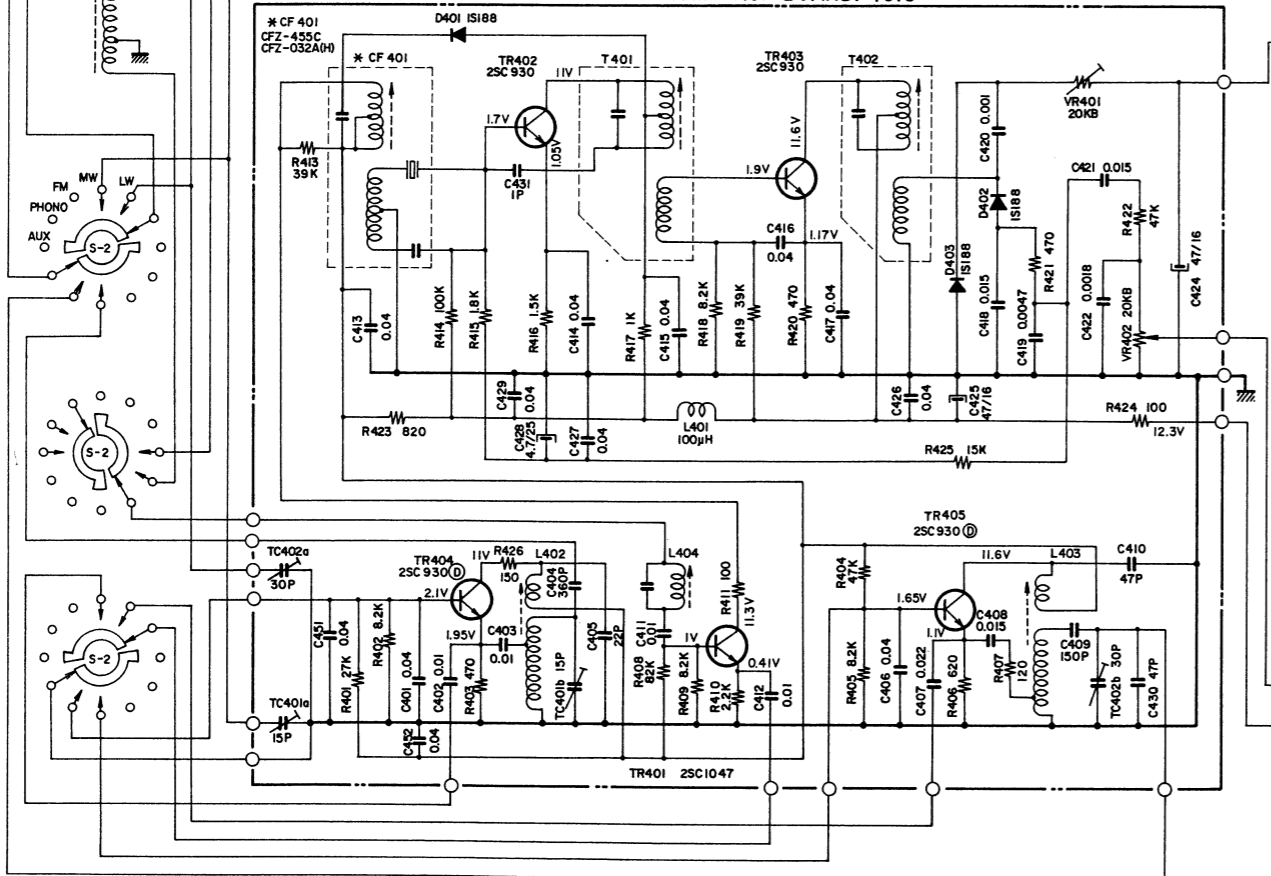 * CF 401
CFZ-455C
CFZ-032A(H)
D401 IS188
* CF 401
TR402
2SC930
11V
T401
TR403
2SC930
T402
VR401
20KB
C420 0.001
1.7V
1.05V
11.6V
R413
39K
C431
1P
1.9V
C421 0.015
D402
IS188
R422
47K
MW
LW
FM
PHONO
AUX
S-2
C416
0.04
1.17V
D403
IS188
R421 470
C424 47/16
C413
0.04
R414 100K
R415 1.8K
R416 1.5K
C414 0.04
R417 1K
C415 0.04
R418 8.2K
R419 39K
R420 470
C417 0.04
C418 0.015
C419 0.0047
C422 0.0018
VR402 20KB
C429
0.04
C426
0.04
C425
47/16
R423 820
C428
4.7/25
C427
0.04
L401
100µH
R424 100
12.3V
R425 15K
S-2
TC402a
30P
TR404
2SC930 Ⓓ
11V
R426
150
L402
C404
360P
L404
R411 100
11.3V
TR405
2SC930 Ⓓ
11.6V
L403
C410
47P
R404
47K
2.1V
1.95V
C403
0.01
C405
22P
C411
0.01
1V
0.41V
1.65V
1.1V
C408
0.015
C409
150P
S-2
C451
0.04
R401 27K
R402 8.2K
C401 0.04
C402 0.01
R403 470
TC401b 15P
R408
82K
R409 8.2K
R410
2.2K
C412
0.01
R405 8.2K
C406 0.04
C407 0.022
R406 620
R407
120
TC402b 30P
C430 47P
TC401a
15P
C452
0.04
TR401 2SC1047